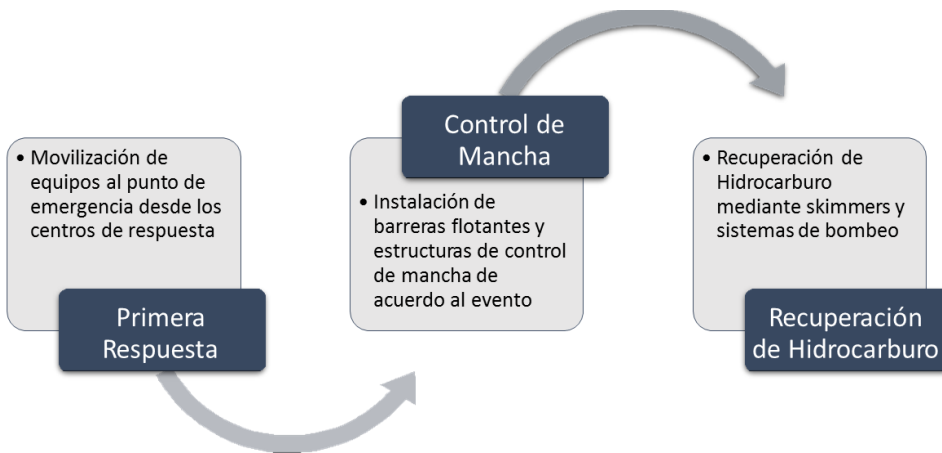 • Movilización de
equipos al punto de
emergencia desde los
centros de respuesta
Primera
Respuesta
Control de
Mancha
• Instalación de
barreras flotantes y
estructuras de control
de mancha de
acuerdo al evento
• Recuperación de
Hidrocarburo
mediante skimmers y
sistemas de bombeo
Recuperación
de Hidrocarburo